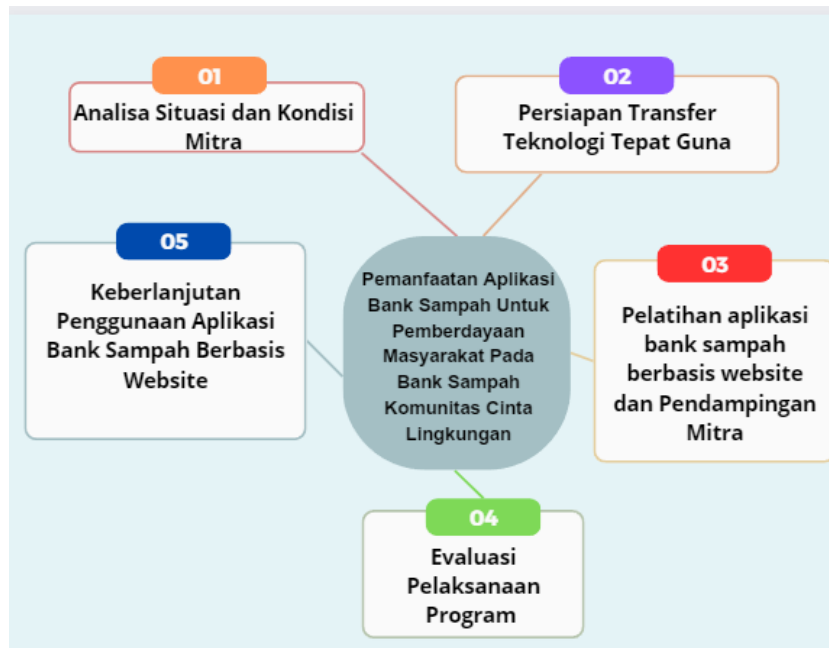 01
Analisa Situasi dan Kondisi
Mitra
02
Persiapan Transfer
Teknologi Tepat Guna
03
Pelatihan aplikasi
bank sampah
berbasis website
dan Pendampingan
Mitra
04
Evaluasi
Pelaksanaan
Program
05
Keberlanjutan
Penggunaan Aplikasi
Bank Sampah Berbasis
Website
Pemanfaatan Aplikasi
Bank Sampah Untuk
Pemberdayaan
Masyarakat Pada
Bank Sampah
Komunitas Cinta
Lingkungan